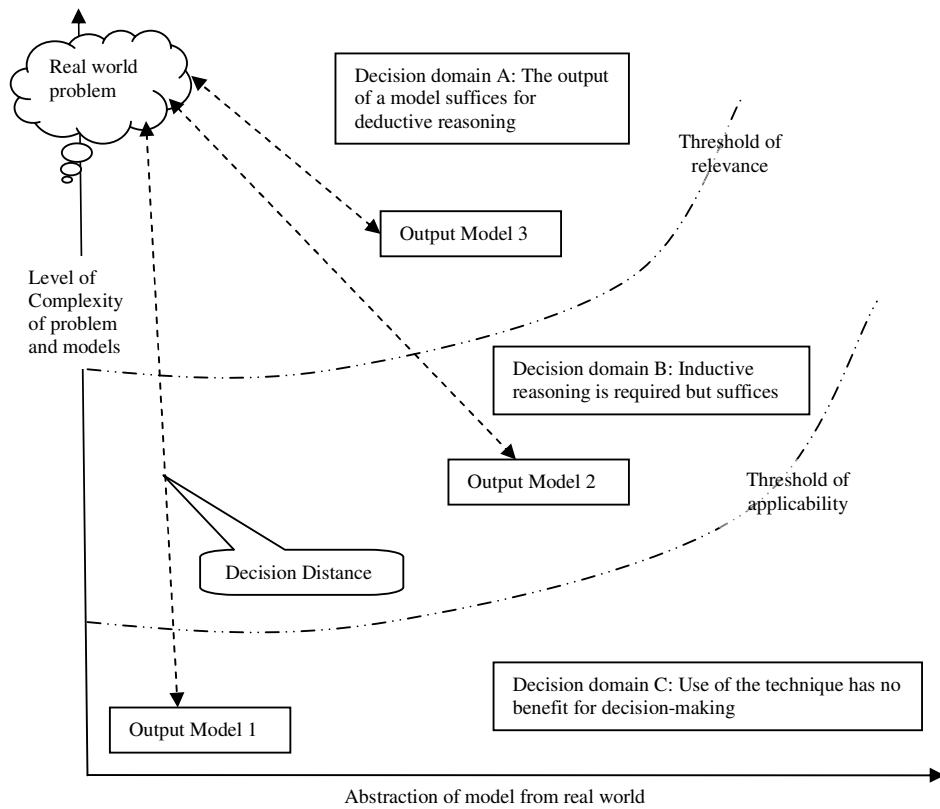 Real world
problem
Decision domain A: The output
of a model suffices for
deductive reasoning
Threshold of
relevance
Output Model 3
Level of
Complexity
of problem
and models
Decision domain B: Inductive
reasoning is required but suffices
Output Model 2
Threshold of
applicability
Decision Distance
Decision domain C: Use of the technique has no
benefit for decision-making
Output Model 1
Abstraction of model from real world